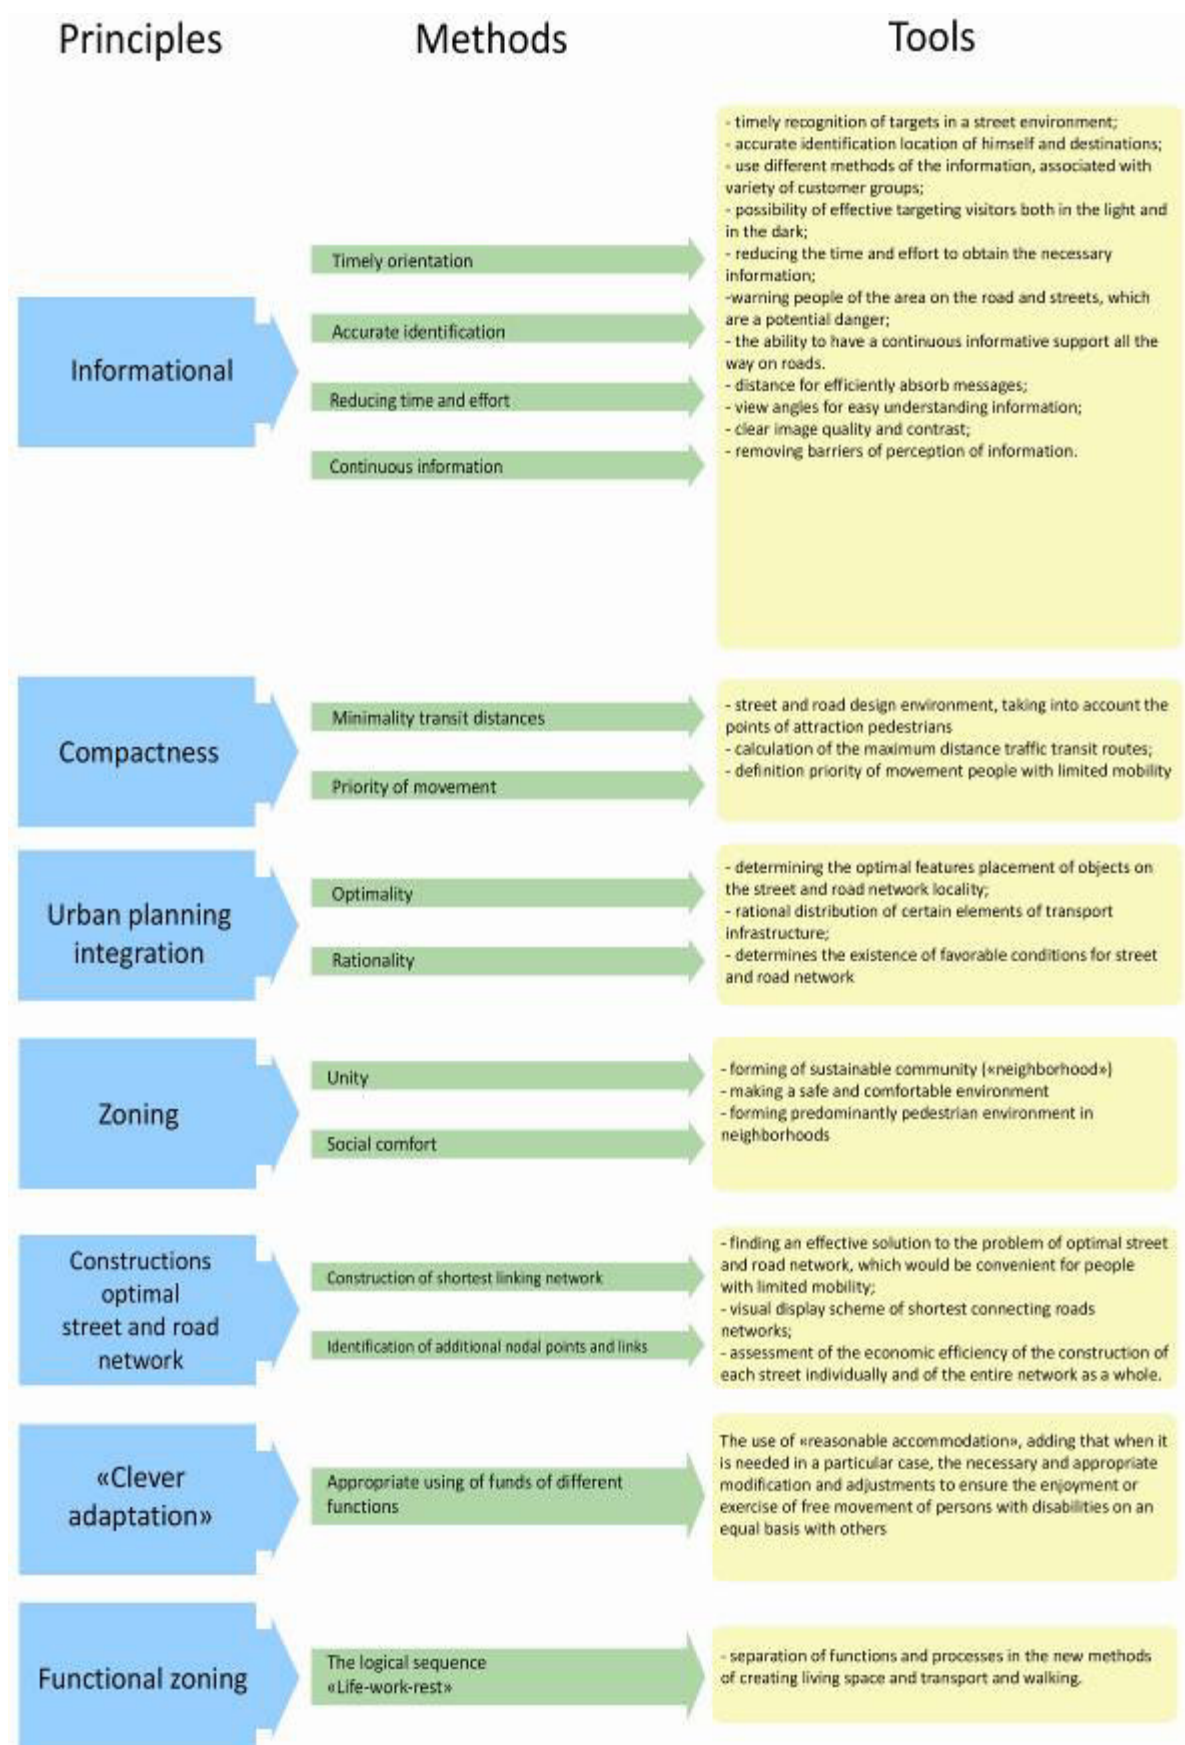 Principles
Methods
Tools
Informational
Timely orientation
Accurate identification
Reducing time and effort
Continuous information
- timely recognition of targets in a street environment;
- accurate identification location of himself and destinations;
- use different methods of the information, associated with
variety of customer groups;
- possibility of effective targeting visitors both in the light and
in the dark;
- reducing the time and effort to obtain the necessary
information;
-warning people of the area on the road and streets, which
are a potential danger;
- the ability to have a continuous informative support all the
way on roads.
- distance for efficiently absorb messages;
- view angles for easy understanding information;
- clear image quality and contrast;
- removing barriers of perception of information.
Compactness
Minimality transit distances
Priority of movement
- street and road design environment, taking into account the
points of attraction pedestrians
- calculation of the maximum distance traffic transit routes;
- definition priority of movement people with limited mobility
Urban planning
integration
Optimality
Rationality
- determining the optimal features placement of objects on
the street and road network locality;
- rational distribution of certain elements of transport
infrastructure;
- determines the existence of favorable conditions for street
and road network
Zoning
Unity
Social comfort
- forming of sustainable community («neighborhood»)
- making a safe and comfortable environment
- forming predominantly pedestrian environment in
neighborhoods
Constructions
optimal
street and road
network
Construction of shortest linking network
Identification of additional nodal points and links
- finding an effective solution to the problem of optimal street
and road network, which would be convenient for people
with limited mobility;
- visual display scheme of shortest connecting roads
networks;
- assessment of the economic efficiency of the construction of
each street individually and of the entire network as a whole.
«Clever
adaptation»
Appropriate using of funds of different
functions
The use of «reasonable accommodation», adding that when it
is needed in a particular case, the necessary and appropriate
modification and adjustments to ensure the enjoyment or
exercise of free movement of persons with disabilities on an
equal basis with others
Functional zoning
The logical sequence
«Life-work-rest»
- separation of functions and processes in the new methods
of creating living space and transport and walking.